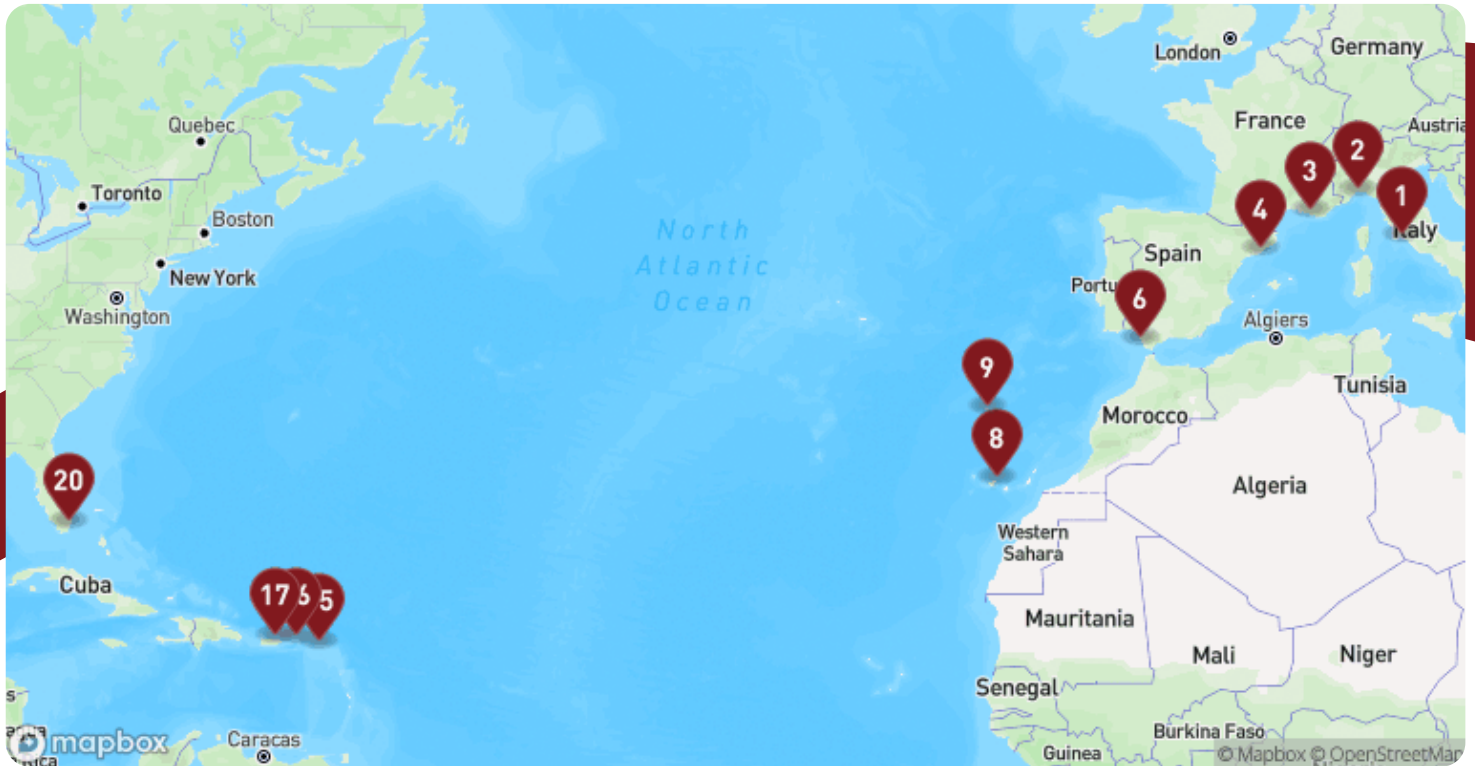 London
Germany
Quebec
France
Austria
Toronto
2
3
1
Boston
4
Italy
North
Atlantic
Ocean
Spain
New York
Portu
6
Washington
Algiers
9
Tunisia
Morocco
8
20
Algeria
Western
Sahara
Cuba
17
6
5
Mauritania
Mali
Niger
Senegal
Burkina Faso
Caracas
mapbox
Guinea
© Mapbox © OpenStreetMap